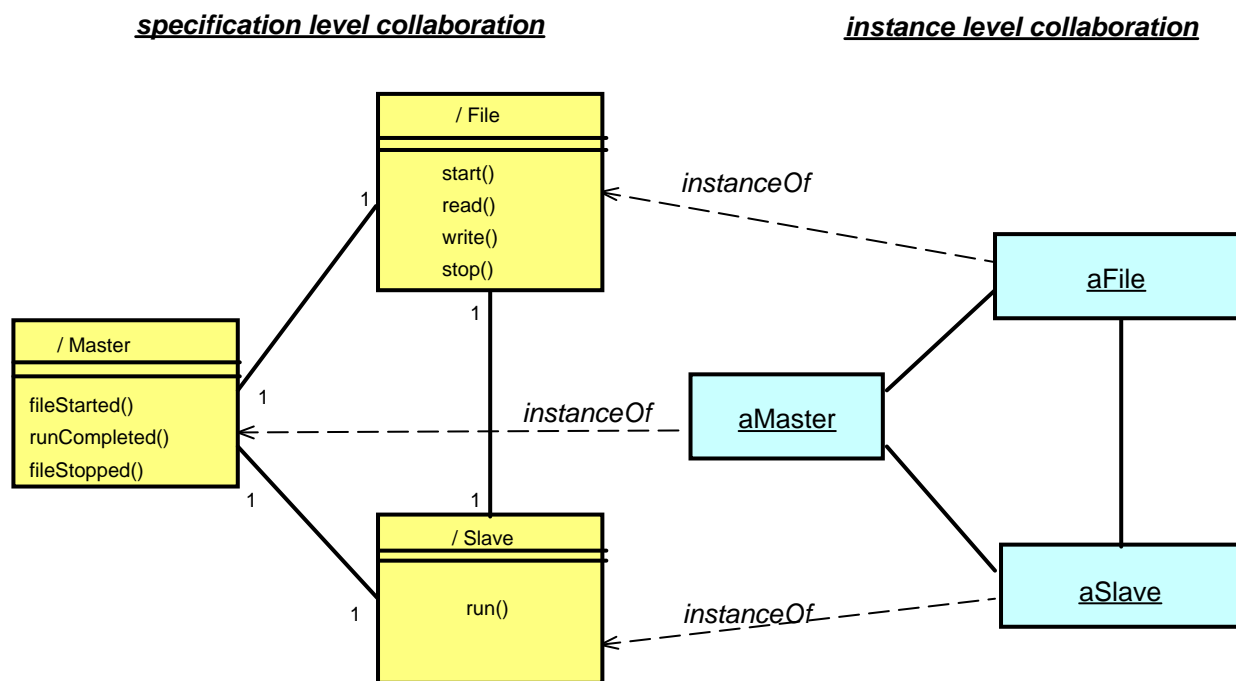 specification level collaboration
instance level collaboration
/ File
start()
read()
write()
stop()
instanceOf
aFile
1
1
/ Master
fileStarted()
runCompleted()
fileStopped()
1
instanceOf
aMaster
1
1
1
/ Slave
run()
instanceOf
aSlave